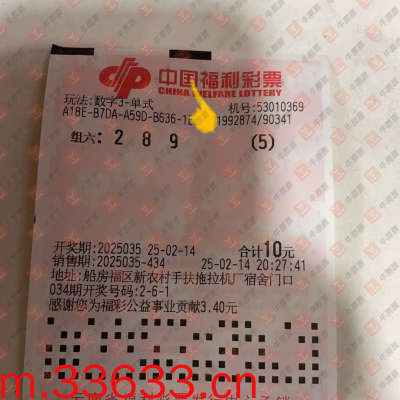 中国福利彩票
CHINA WELFARE LOTTERY
玩法:数字3-单式 机号:53010369
A18E-B7DA-A59D-B636-1 1992874/90341
组六: 2 8 9 (5)
开奖期:2025035 25-02-14 合计10元
销售期:2025035-434 25-02-14 20:27:41
地址:船房福区新农村手扶拖拉机厂宿舍门口
034期开奖号码:2-6-1
感谢您为福彩公益事业贡献3.40元
m.33633.cn